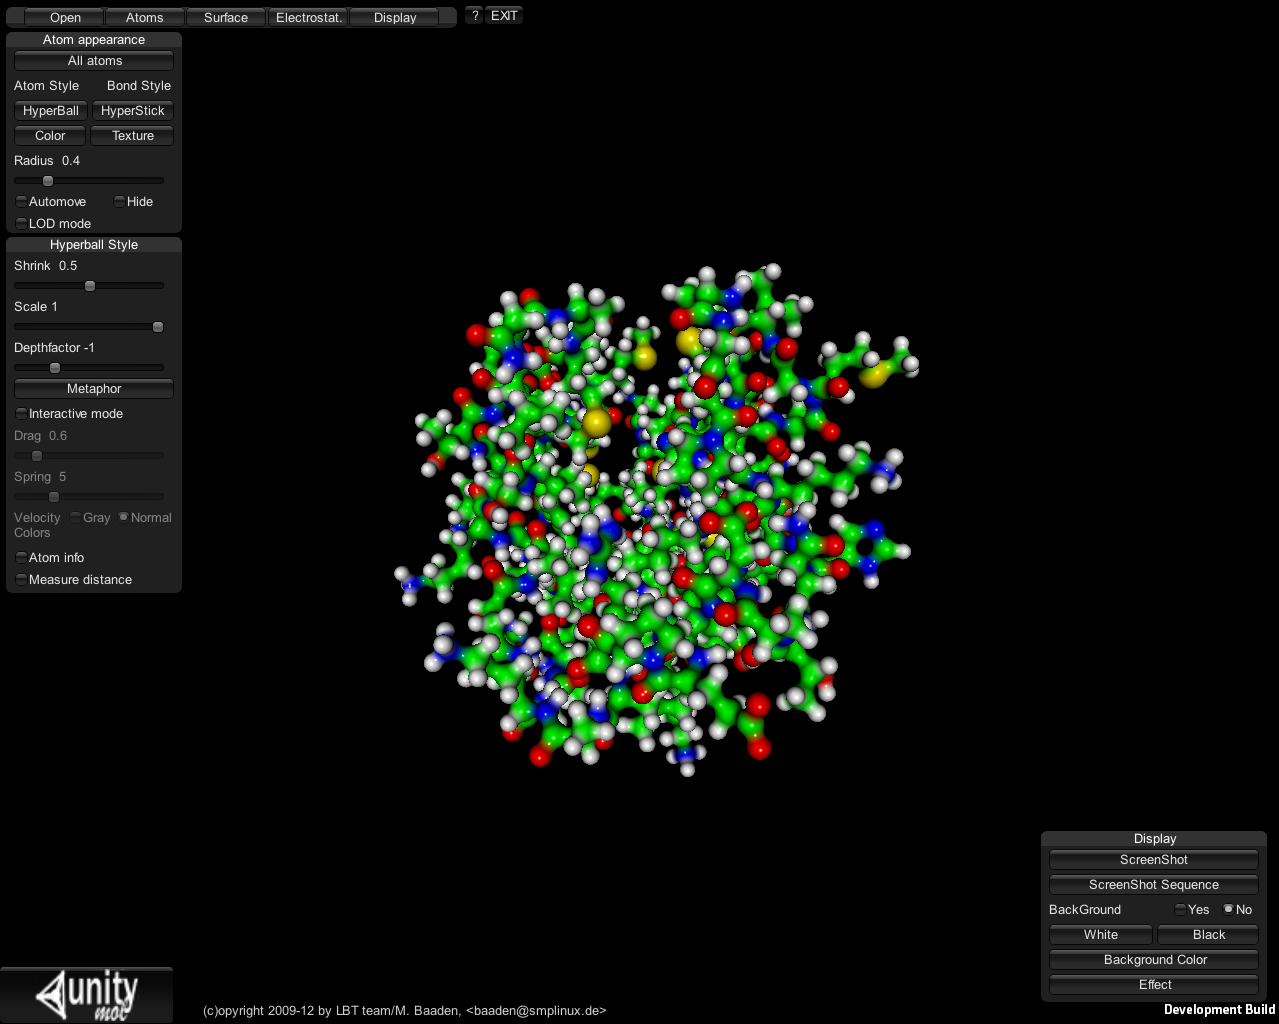 Open Atoms Surface Electrostat. Display ? EXIT
Atom appearance
All atoms
Atom Style Bond Style
HyperBall HyperStick
Color Texture
Radius 0.4
Automove Hide
LOD mode
Hyperball Style
Shrink 0.5
Scale 1
Depthfactor -1
Metaphor
Interactive mode
Drag 0.6
Spring 5
Velocity Gray Normal
Colors
Atom info
Measure distance
Display
ScreenShot
ScreenShot Sequence
BackGround Yes No
White Black
Background Color
Effect
unity
mol
(c)opyright 2009-12 by LBT team/M. Baaden, <baaden@smplinux.de>
Development Build